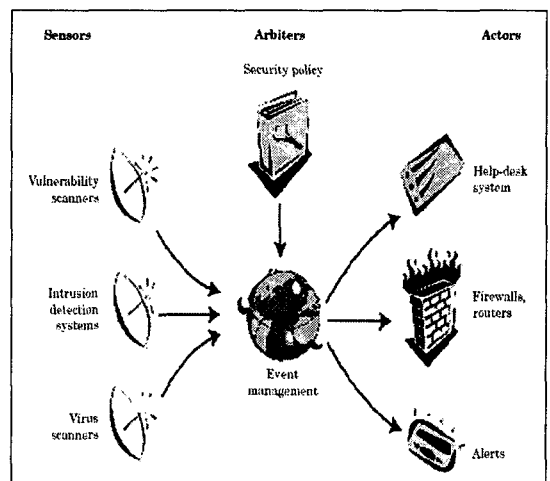 Sensors
Arbiters
Actors
Security policy
Vulnerability
scanners
Help-desk
system
Intrusion
detection
systems
Firewalls,
routers
Event
management
Virus
scanners
Alerts